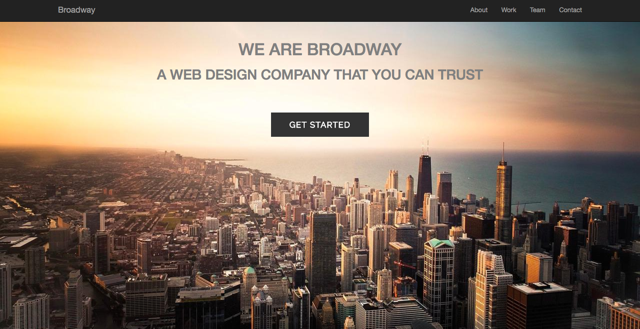 Broadway
About
Work
Team
Contact
WE ARE BROADWAY
A WEB DESIGN COMPANY THAT YOU CAN TRUST
GET STARTED